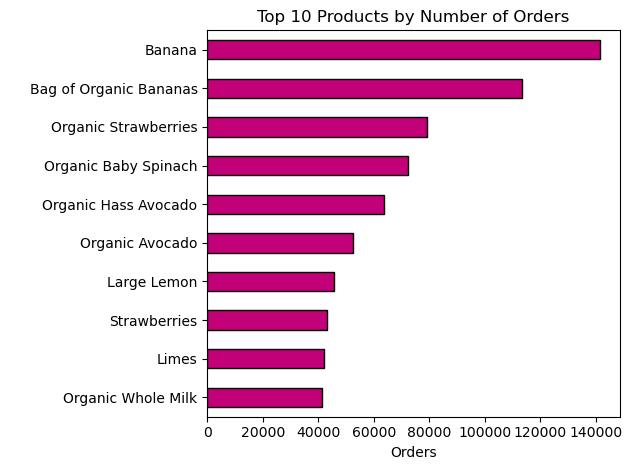 Top 10 Products by Number of Orders
Banana
Bag of Organic Bananas
Organic Strawberries
Organic Baby Spinach
Organic Hass Avocado
Organic Avocado
Large Lemon
Strawberries
Limes
Organic Whole Milk
0 20000 40000 60000 80000 100000 120000 140000
Orders